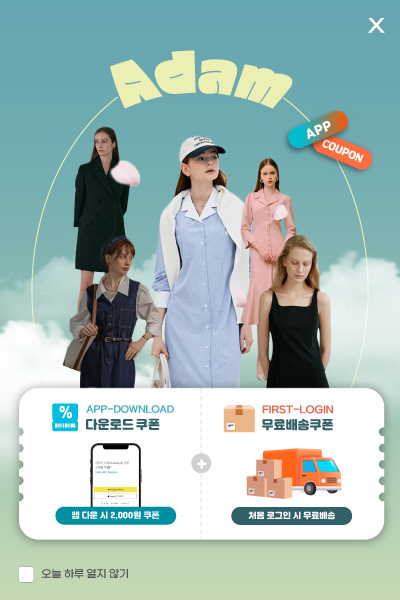 X
Adam
APP
COUPON
%
APP-DOWNLOAD
다운로드 쿠폰
FIRST-LOGIN
무료배송쿠폰
+
앱 다운 시 2,000원 쿠폰
처음 로그인 시 무료배송
오늘 하루 열지 않기